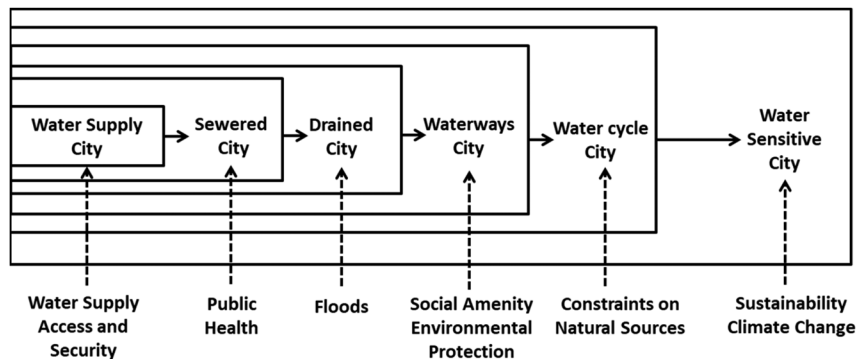 Water Supply
City
Sewered
City
Drained
City
Waterways
City
Water cycle
City
Water
Sensitive
City
Water Supply
Access and
Security
Public
Health
Floods
Social Amenity
Environmental
Protection
Constraints on
Natural Sources
Sustainability
Climate Change